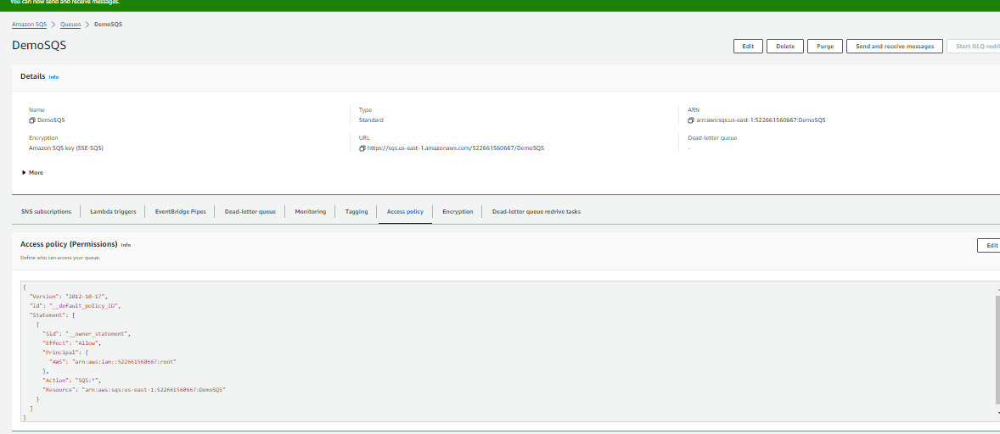 You can now send and receive messages.
Amazon SQS > Queues > DemoSQS
DemoSQS
Edit Delete Purge Send and receive messages Start DLQ redri
Details Info
Name Type ARN
DemoSQS Standard arn:aws:sqs:us-east-1:522661560667:DemoSQS
Encryption URL Dead-letter queue
Amazon SQS key (SSE-SQS) https://sqs.us-east-1.amazonaws.com/522661560667/DemoSQS -
More
SNS subscriptions Lambda triggers EventBridge Pipes Dead-letter queue Monitoring Tagging Access policy Encryption Dead-letter queue redrive tasks
Access policy (Permissions) Info Edit
Define who can access your queue.
{
"Version": "2012-10-17",
"Id": "__default_policy_ID",
"Statement": [
{
"Sid": "__owner_statement",
"Effect": "Allow",
"Principal": {
"AWS": "arn:aws:iam::522661560667:root"
},
"Action": "SQS:*",
"Resource": "arn:aws:sqs:us-east-1:522661560667:DemoSQS"
}
]
}